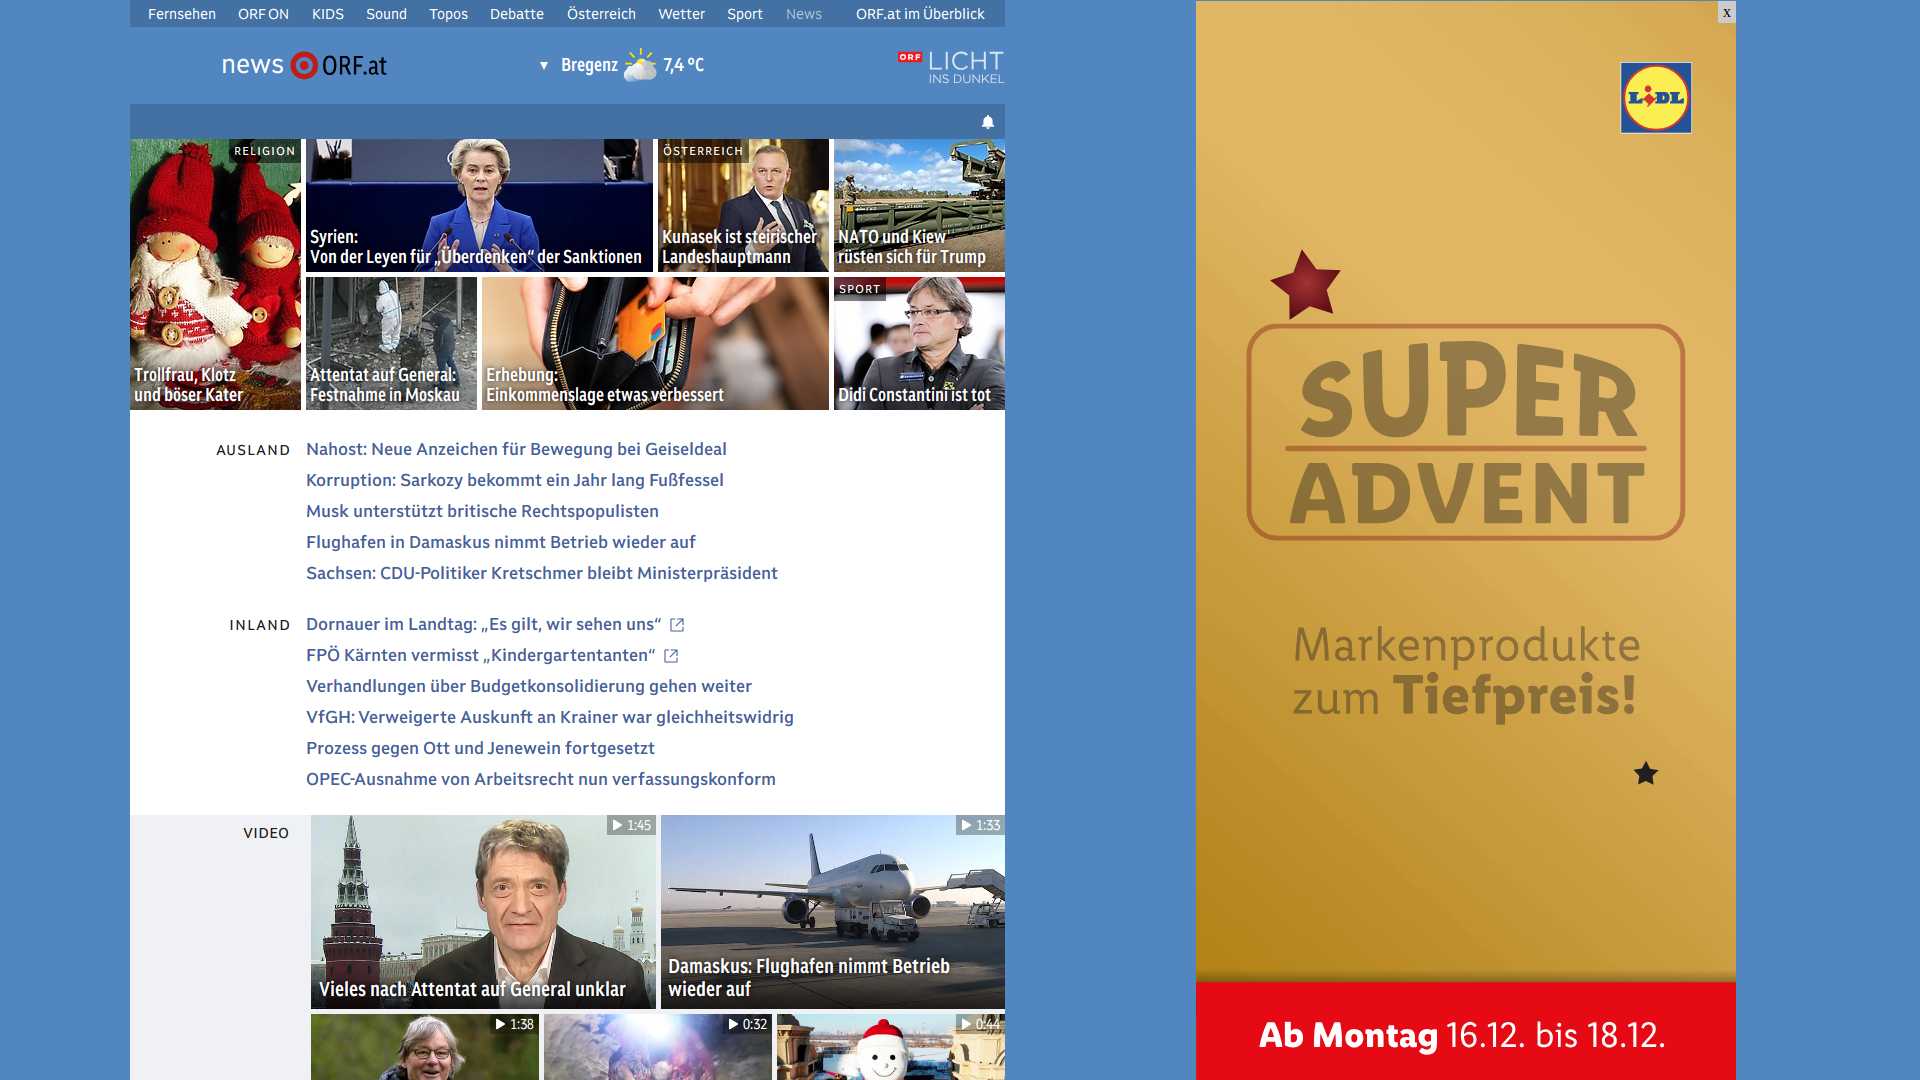 Fernsehen ORF ON KIDS Sound Topos Debatte Österreich Wetter Sport News ORF.at im Überblick
news ORF.at
Bregenz 7,4 °C
ORF LICHT
INS DUNKEL
RELIGION
Trollfrau, Klotz
und böser Kater
Syrien:
Von der Leyen für „Überdenken“ der Sanktionen
ÖSTERREICH
Kunasek ist steirischer
Landeshauptmann
NATO und Kiew
rüsten sich für Trump
Attentat auf General:
Festnahme in Moskau
Erhebung:
Einkommenslage etwas verbessert
SPORT
Didi Constantini ist tot
AUSLAND
Nahost: Neue Anzeichen für Bewegung bei Geiseldeal
Korruption: Sarkozy bekommt ein Jahr lang Fußfessel
Musk unterstützt britische Rechtspopulisten
Flughafen in Damaskus nimmt Betrieb wieder auf
Sachsen: CDU-Politiker Kretschmer bleibt Ministerpräsident
INLAND
Dornauer im Landtag: „Es gilt, wir sehen uns“
FPÖ Kärnten vermisst „Kindergartentanten“
Verhandlungen über Budgetkonsolidierung gehen weiter
VfGH: Verweigerte Auskunft an Krainer war gleichheitswidrig
Prozess gegen Ott und Jenewein fortgesetzt
OPEC-Ausnahme von Arbeitsrecht nun verfassungskonform
VIDEO
1:45
Vieles nach Attentat auf General unklar
1:33
Damaskus: Flughafen nimmt Betrieb
wieder auf
1:38
0:32
0:44
X
LIDL
SUPER
ADVENT
Markenprodukte
zum Tiefpreis!
Ab Montag 16.12. bis 18.12.